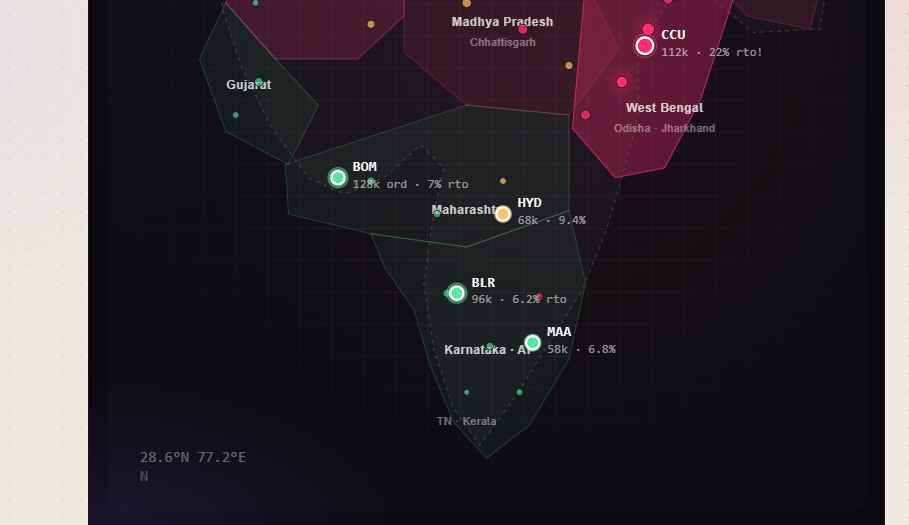 Madhya Pradesh
Chhattisgarh
CCU
112k · 22% rto!
Gujarat
West Bengal
Odisha · Jharkhand
BOM
128k ord · 7% rto
Maharasht
HYD
68k · 9.4%
BLR
96k · 6.2% rto
MAA
58k · 6.8%
Karnataka · AP
TN · Kerala
28.6°N 77.2°E
N